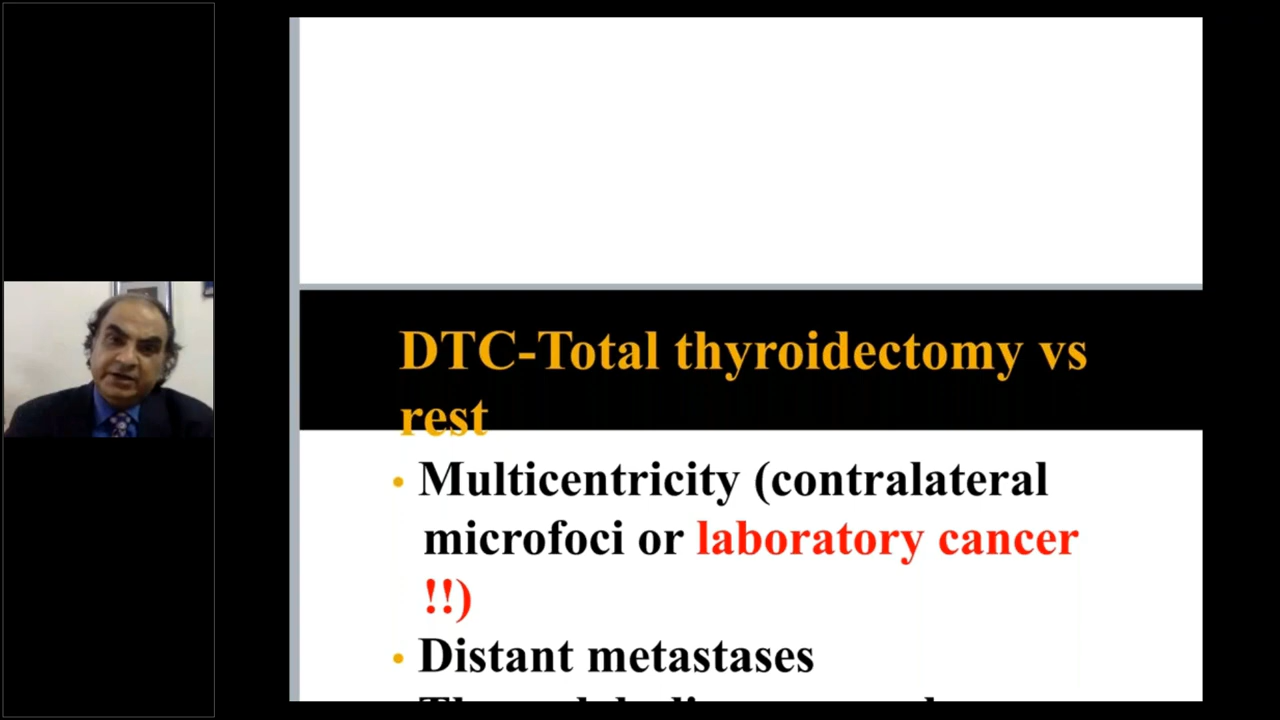 DTC-Total thyroidectomy vs
rest
• Multicentricity (contralateral
microfoci or laboratory cancer
!!)
• Distant metastases